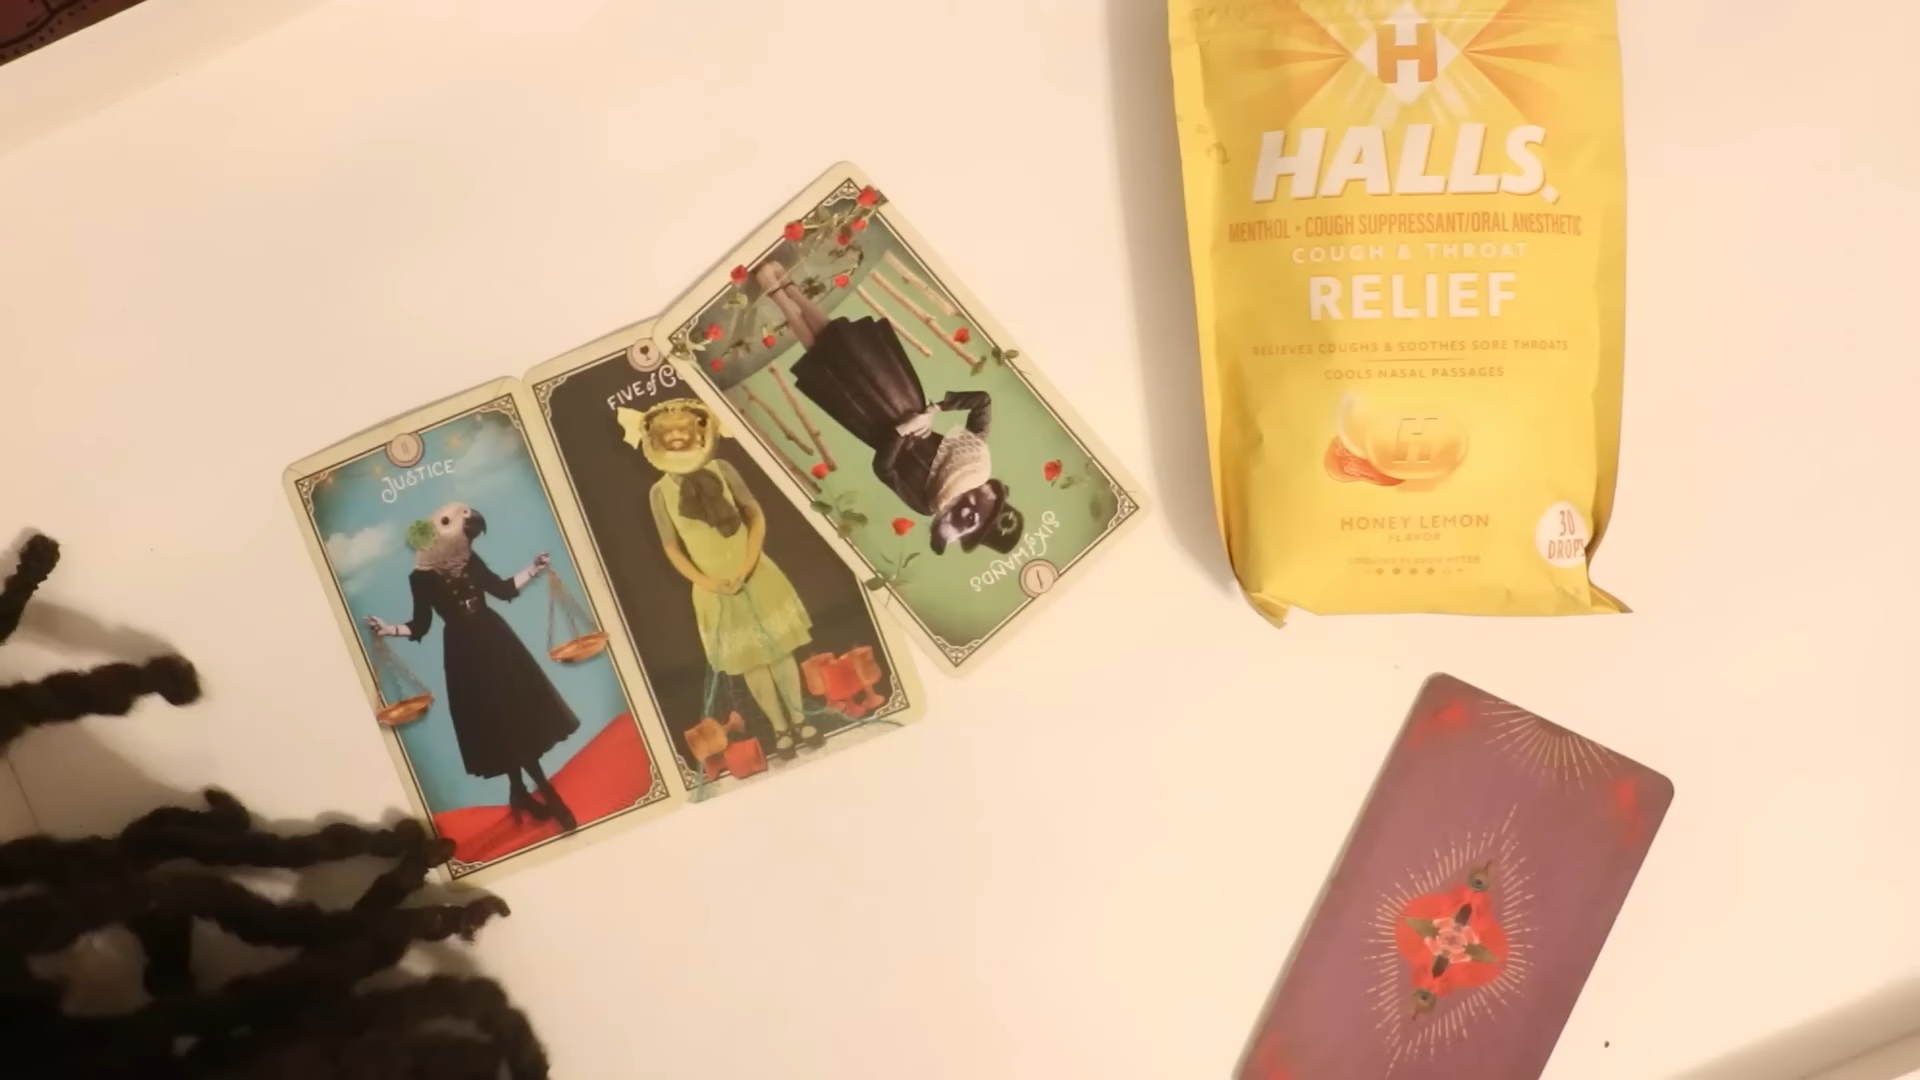 JUSTICE
FIVE of C
SIX of WANDS
H
HALLS
MENTHOL • COUGH SUPPRESSANT/ORAL ANESTHETIC
COUGH & THROAT
RELIEF
RELIEVES COUGHS & SOOTHES SORE THROATS
COOLS NASAL PASSAGES
H
HONEY LEMON
FLAVOR
30
DROPS